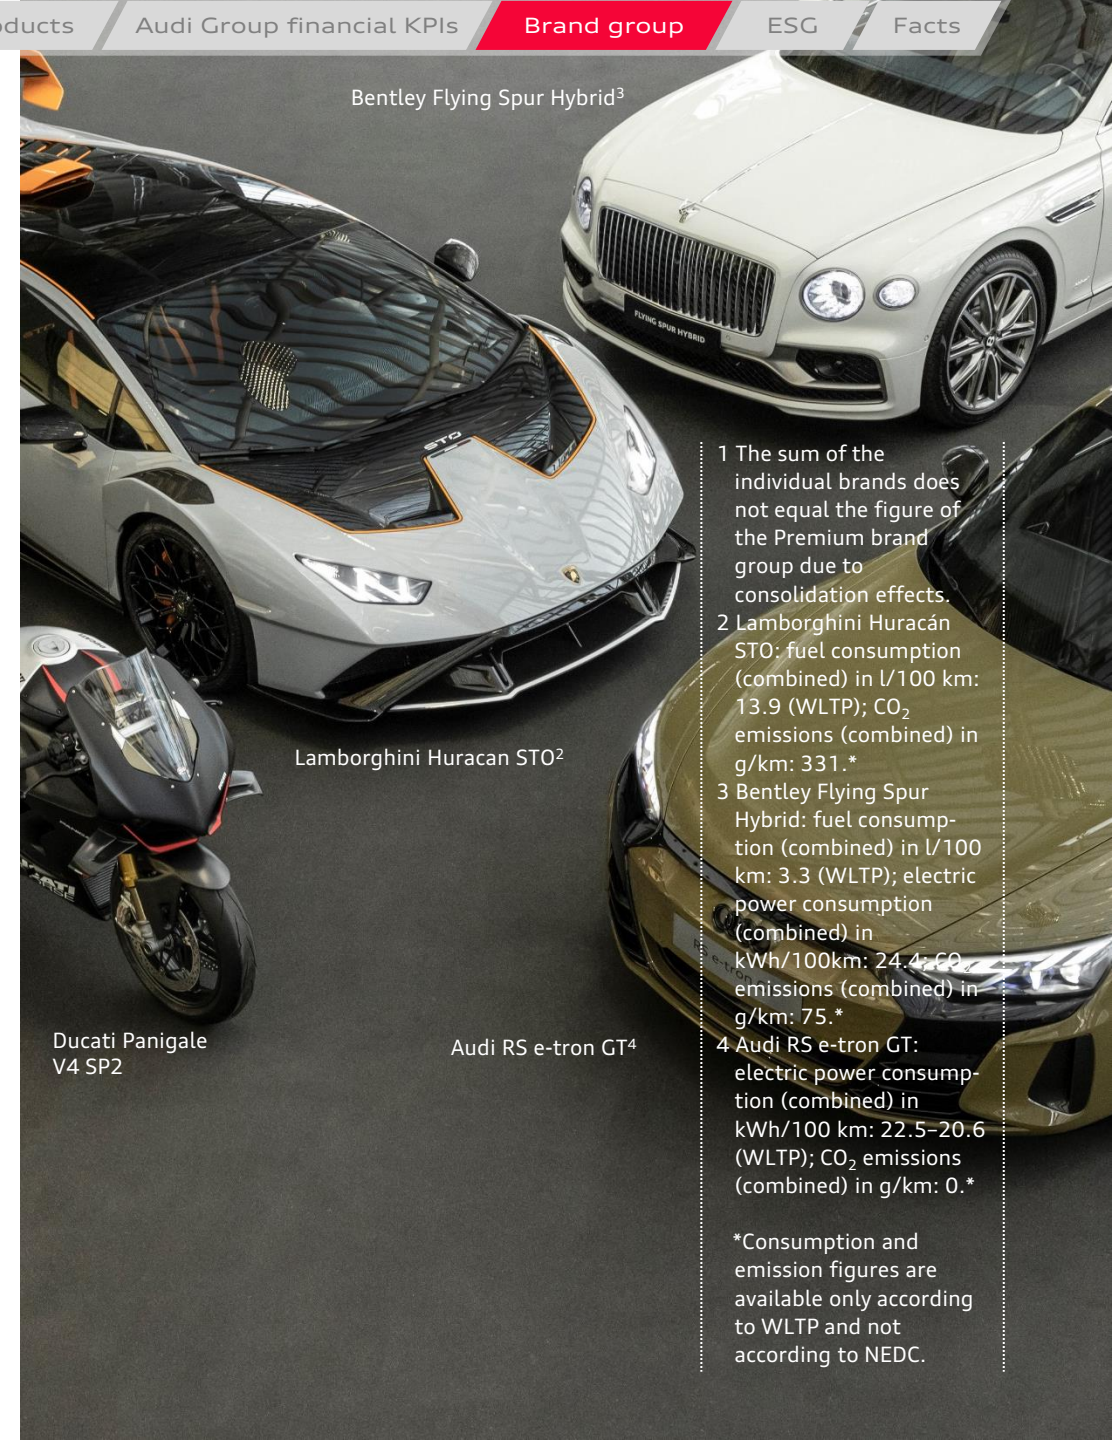 Audi Group financial KPIs
Brand group
ESG
Facts
Bentley Flying Spur Hybrid³
FLYING SPUR HYBRID
STO
STO
Lamborghini Huracan STO²
Ducati Panigale
V4 SP2
Audi RS e-tron GT⁴
RS e-tron
1 The sum of the
individual brands does
not equal the figure of
the Premium brand
group due to
consolidation effects.
2 Lamborghini Huracán
STO: fuel consumption
(combined) in l/100 km:
13.9 (WLTP); CO₂
emissions (combined) in
g/km: 331.*
3 Bentley Flying Spur
Hybrid: fuel consump-
tion (combined) in l/100
km: 3.3 (WLTP); electric
power consumption
(combined) in
kWh/100km: 24.4; CO₂
emissions (combined) in
g/km: 75.*
4 Audi RS e-tron GT:
electric power consump-
tion (combined) in
kWh/100 km: 22.5–20.6
(WLTP); CO₂ emissions
(combined) in g/km: 0.*
*Consumption and
emission figures are
available only according
to WLTP and not
according to NEDC.